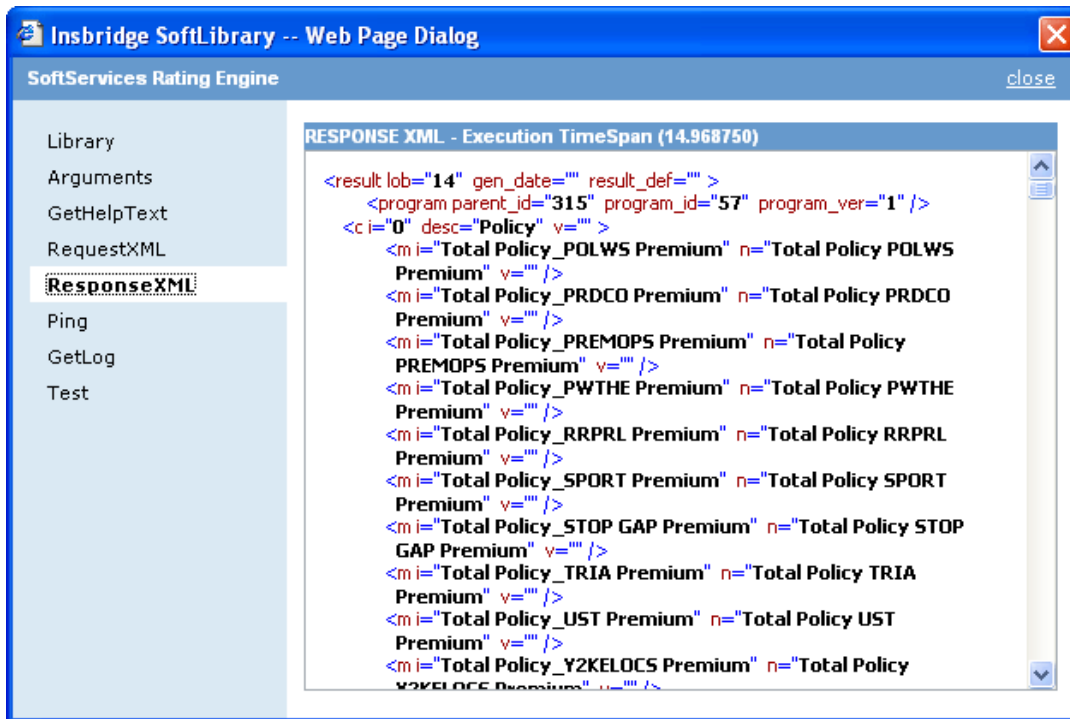 Insbridge SoftLibrary -- Web Page Dialog
SoftServices Rating Engine
close
Library
Arguments
GetHelpText
RequestXML
ResponseXML
Ping
GetLog
Test
RESPONSE XML - Execution TimeSpan (14.968750)
<result lob="14" gen_date="" result_def="" >
<program parent_id="315" program_id="57" program_ver="1" />
<c i="0" desc="Policy" v="" >
<m i="Total Policy_POLWS Premium" n="Total Policy POLWS
Premium" v="" />
<m i="Total Policy_PRDCO Premium" n="Total Policy PRDCO
Premium" v="" />
<m i="Total Policy_PREMOPS Premium" n="Total Policy
PREMOPS Premium" v="" />
<m i="Total Policy_PWTHE Premium" n="Total Policy PWTHE
Premium" v="" />
<m i="Total Policy_RRPRL Premium" n="Total Policy RRPRL
Premium" v="" />
<m i="Total Policy_SPORT Premium" n="Total Policy SPORT
Premium" v="" />
<m i="Total Policy_STOP GAP Premium" n="Total Policy STOP
GAP Premium" v="" />
<m i="Total Policy_TRIA Premium" n="Total Policy TRIA
Premium" v="" />
<m i="Total Policy_UST Premium" n="Total Policy UST
Premium" v="" />
<m i="Total Policy_Y2KELOCS Premium" n="Total Policy
Y2KELOCS Premium" v="" />